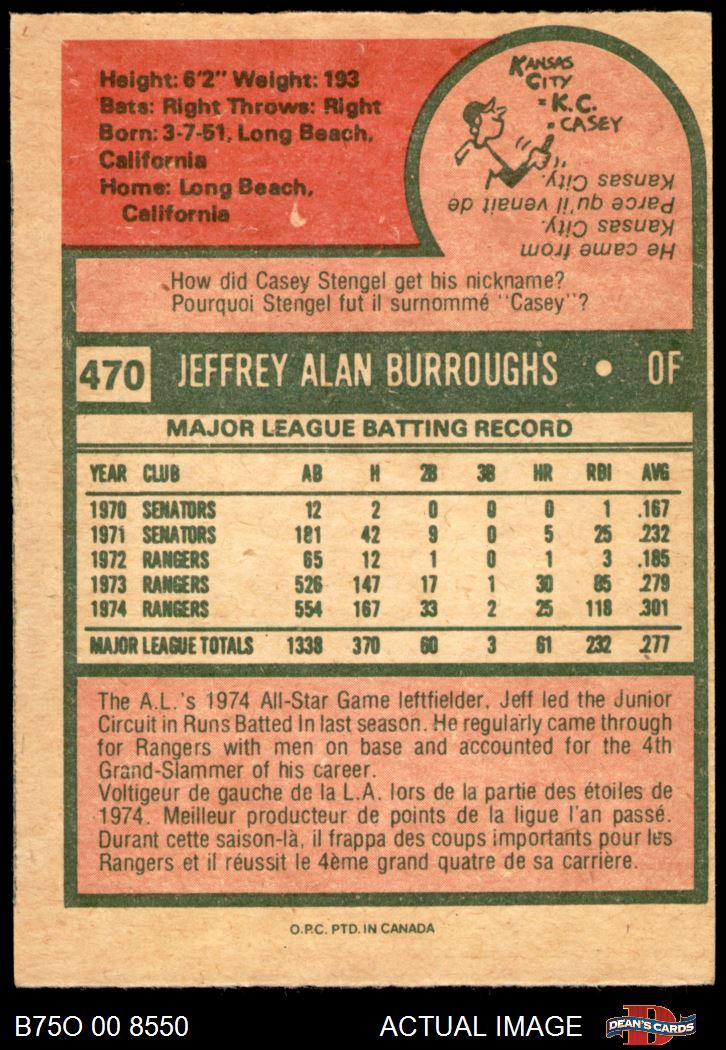 Height: 6'2" Weight: 193
Bats: Right Throws: Right
Born: 3-7-51, Long Beach,
California
Home: Long Beach,
California
KANSAS
CITY
= K.C.
= CASEY
He came from
Kansas City.
Parce qu'il venait de
Kansas City.
How did Casey Stengel get his nickname?
Pourquoi Stengel fut il surnommé "Casey"?
470 JEFFREY ALAN BURROUGHS • OF
MAJOR LEAGUE BATTING RECORD
YEAR CLUB AB H 2B 3B HR RBI AVG
1970 SENATORS 12 2 0 0 0 1 .167
1971 SENATORS 181 42 9 0 5 25 .232
1972 RANGERS 65 12 1 0 1 3 .185
1973 RANGERS 526 147 17 1 30 85 .279
1974 RANGERS 554 167 33 2 25 118 .301
MAJOR LEAGUE TOTALS 1338 370 60 3 61 232 .277
The A.L.'s 1974 All-Star Game leftfielder, Jeff led the Junior
Circuit in Runs Batted In last season. He regularly came through
for Rangers with men on base and accounted for the 4th
Grand-Slammer of his career.
Voltigeur de gauche de la L.A. lors de la partie des étoiles de
1974. Meilleur producteur de points de la ligue l'an passé.
Durant cette saison-là, il frappa des coups importants pour les
Rangers et il réussit le 4ème grand quatre de sa carrière.
O.P.C. PTD. IN CANADA
B75O 00 8550 ACTUAL IMAGE DEAN'S CARDS